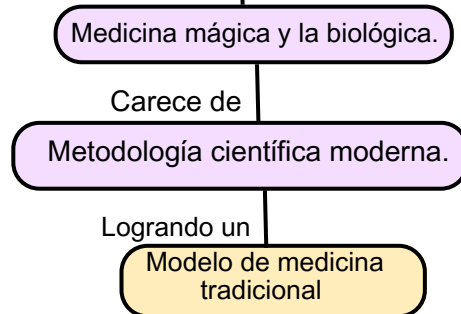 Medicina mágica y la biológica.
Carece de
Metodología científica moderna.
Logrando un
Modelo de medicina
tradicional